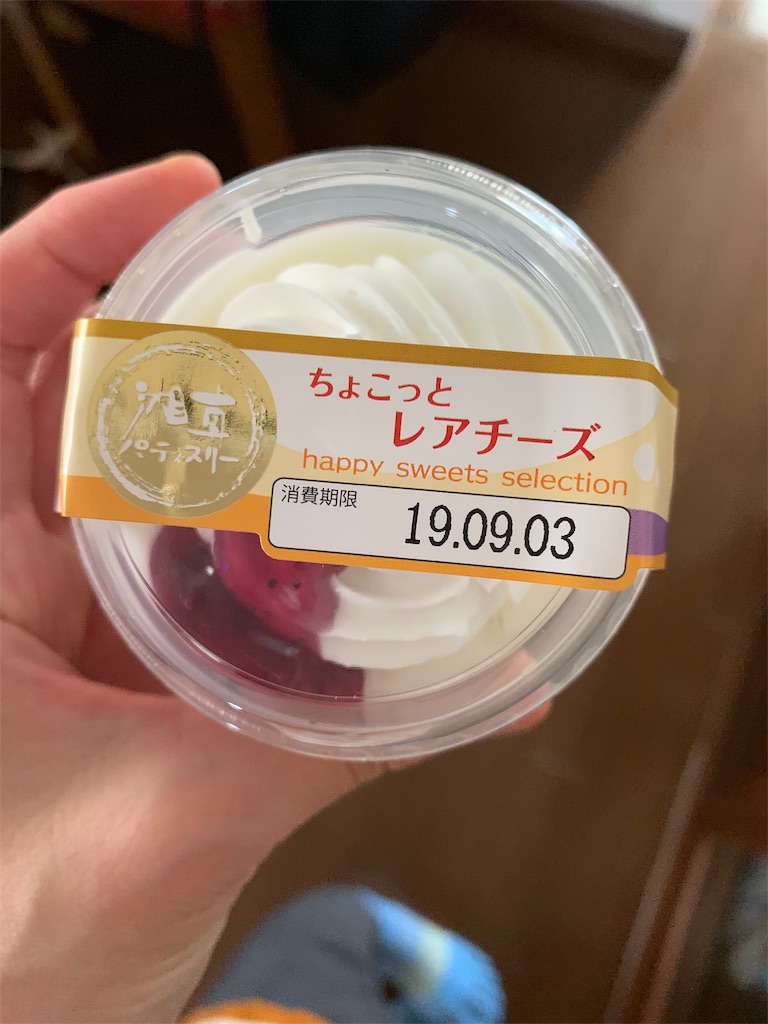 湘南
パティスリー
ちょこっと
レアチーズ
happy sweets selection
消費期限
19.09.03